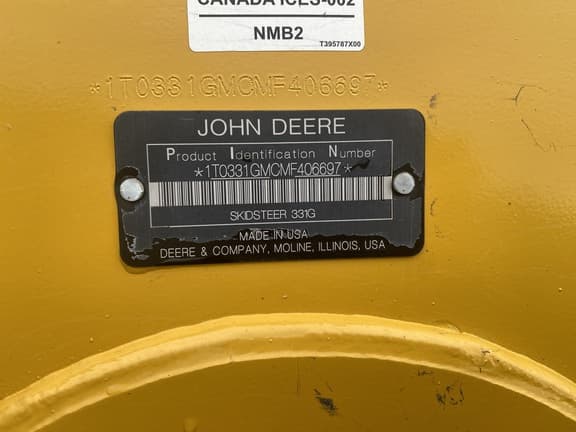 CANADA ICES-002
NMB2
T395787X00
*1T0331GMCMF406697*
JOHN DEERE
Product Identification Number
*1T0331GMCMF406697*
SKIDSTEER 331G
MADE IN USA
DEERE & COMPANY, MOLINE, ILLINOIS, USA